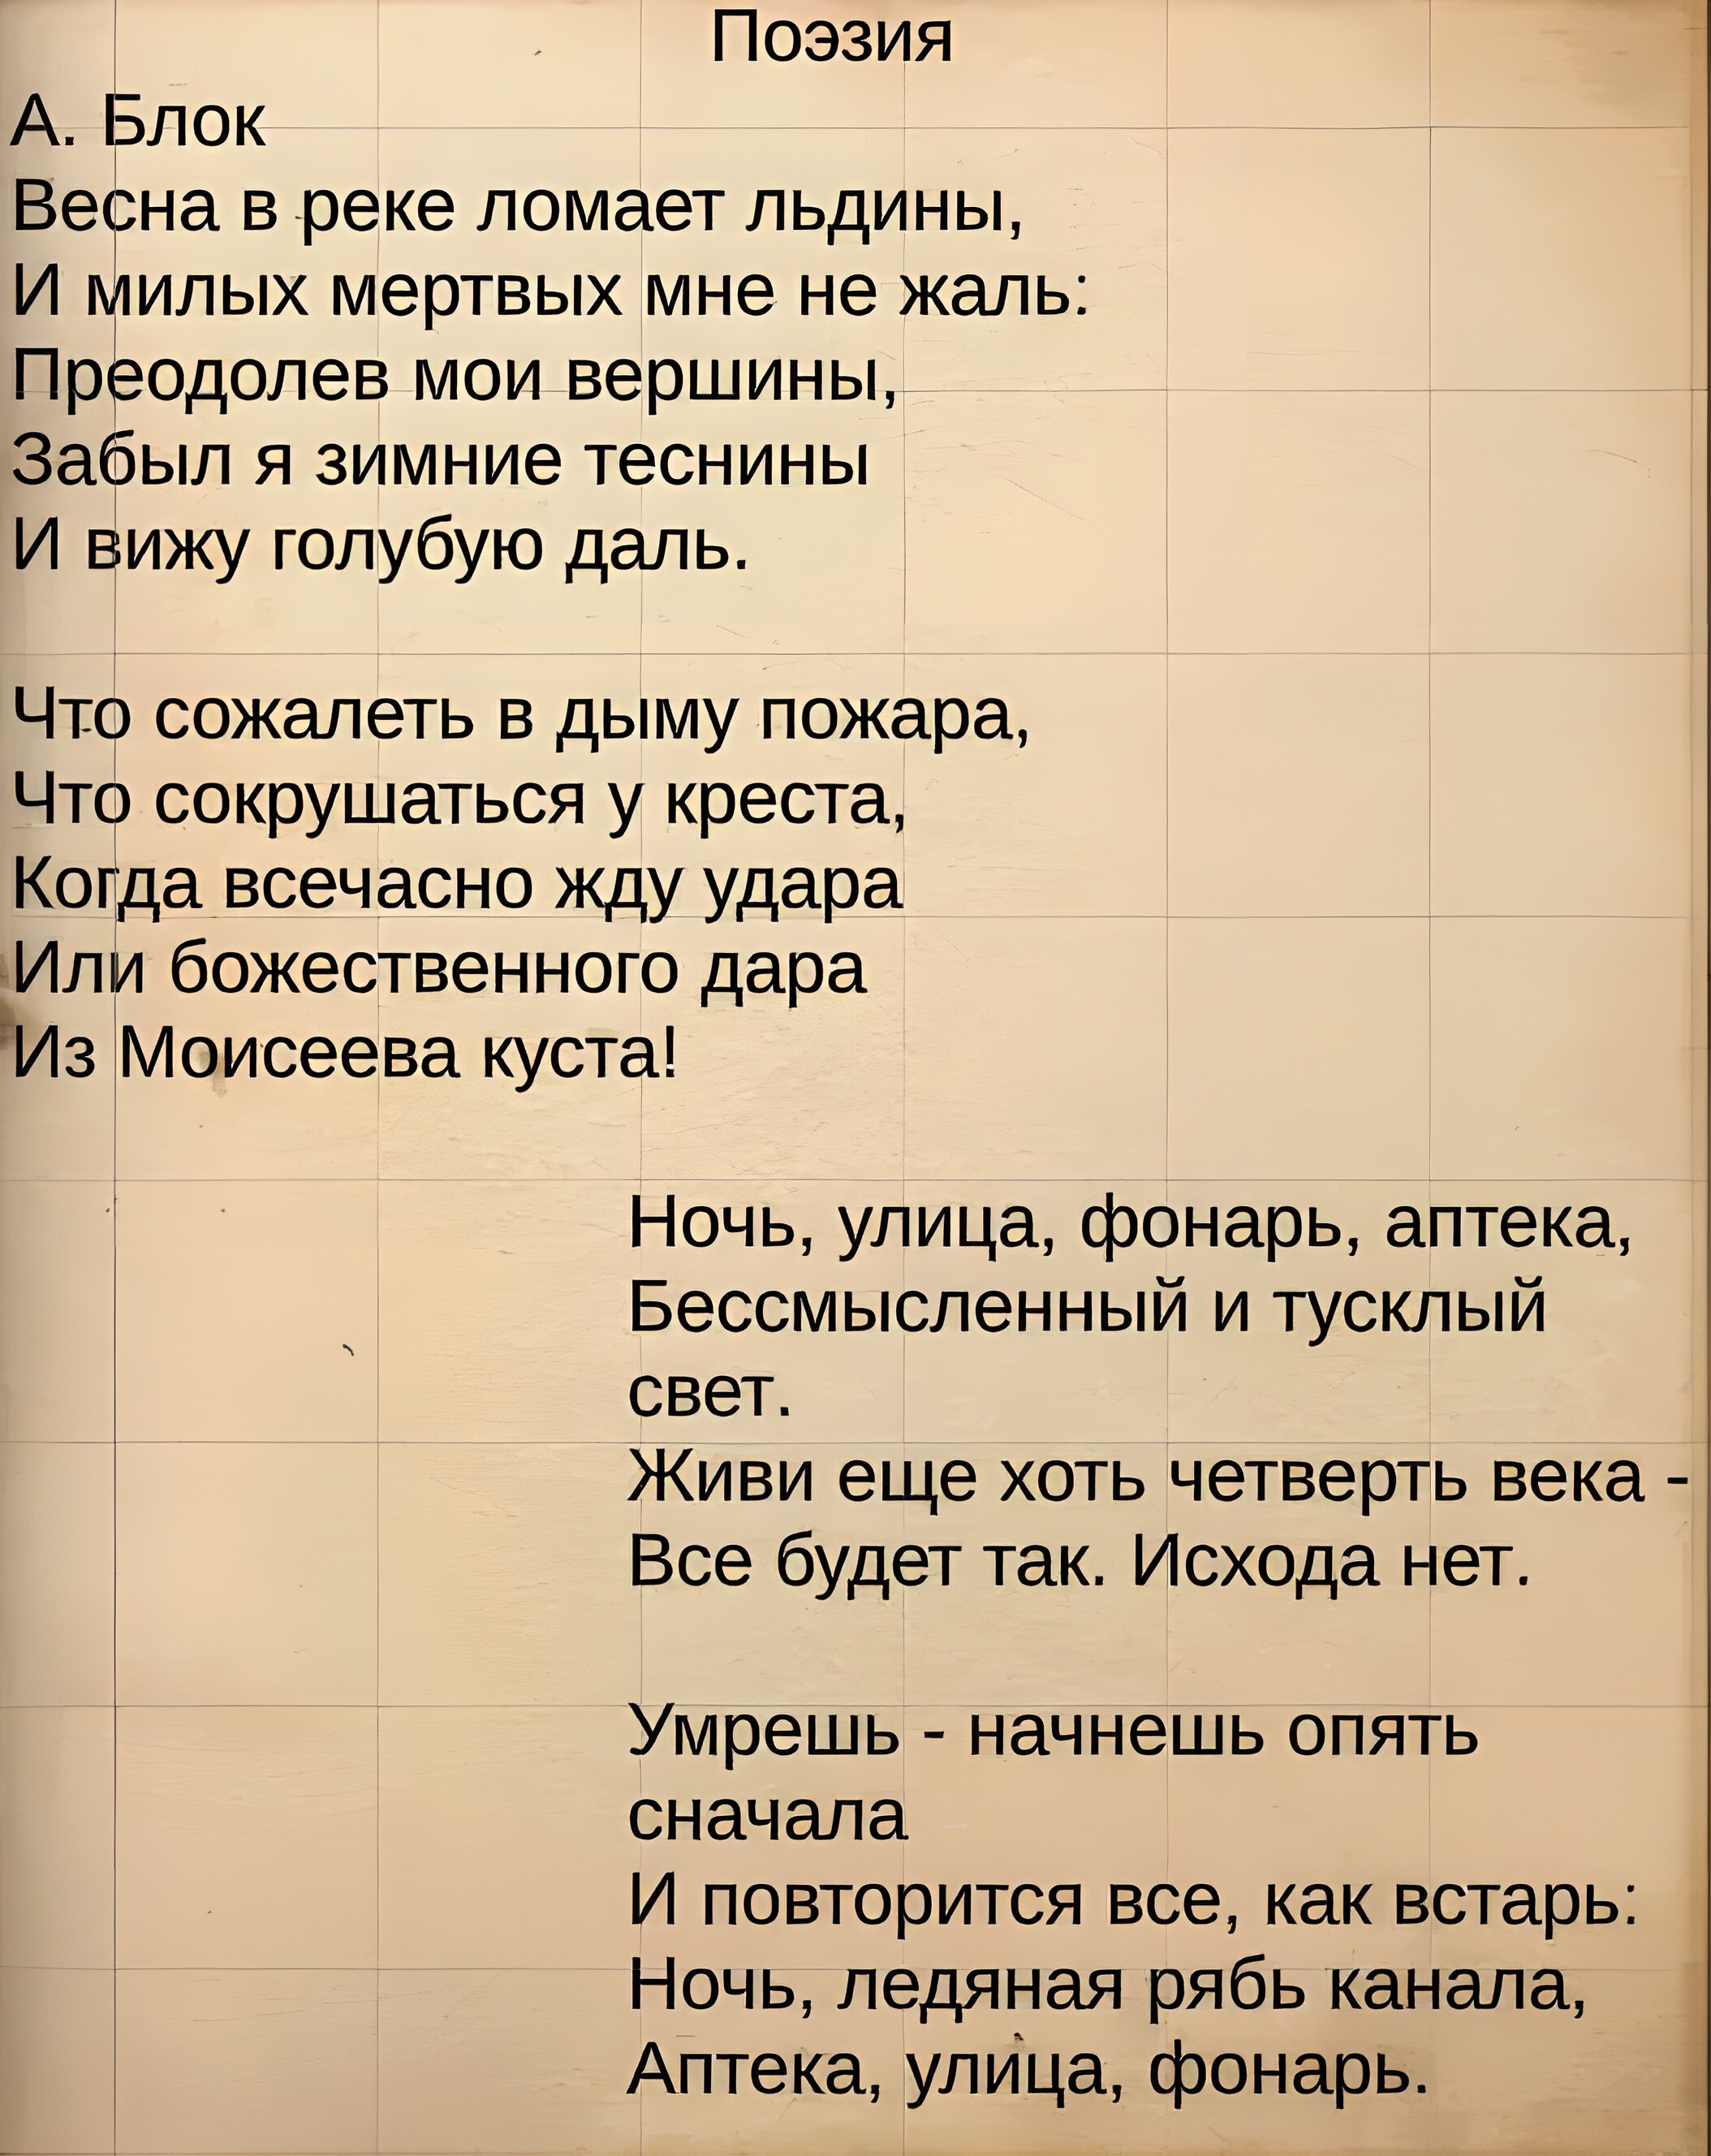 Поэзия
А. Блок
Весна в реке ломает льдины,
И милых мертвых мне не жаль:
Преодолев мои вершины,
Забыл я зимние теснины
И вижу голубую даль.
Что сожалеть в дыму пожара,
Что сокрушаться у креста,
Когда всечасно жду удара
Или божественного дара
Из Моисеева куста!
Ночь, улица, фонарь, аптека,
Бессмысленный и тусклый
свет.
Живи еще хоть четверть века -
Все будет так. Исхода нет.
Умрешь - начнешь опять
сначала
И повторится все, как встарь:
Ночь, ледяная рябь канала,
Аптека, улица, фонарь.